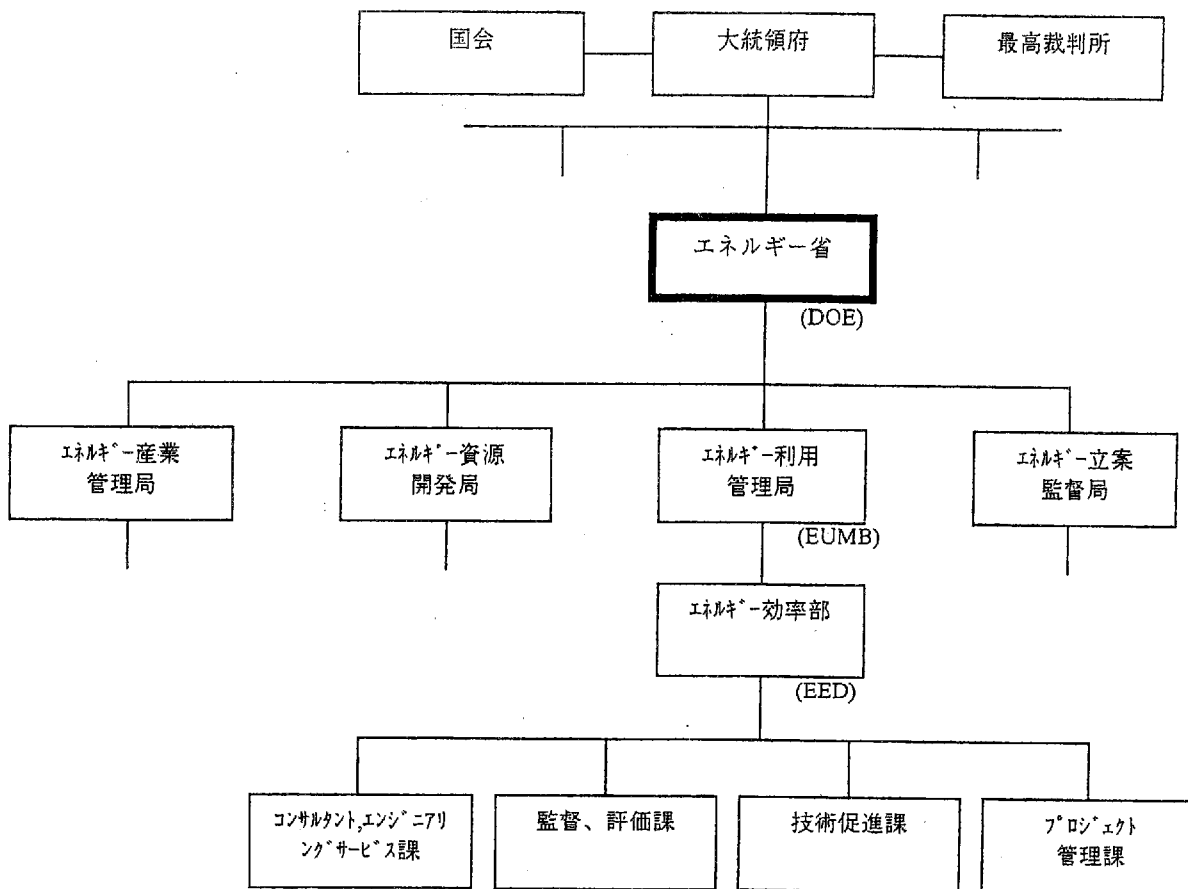 国会
大統領府
最高裁判所
エネルギー省
(DOE)
ｴﾈﾙｷﾞｰ産業
管理局
ｴﾈﾙｷﾞｰ資源
開発局
ｴﾈﾙｷﾞｰ利用
管理局
ｴﾈﾙｷﾞｰ立案
監督局
(EUMB)
ｴﾈﾙｷﾞｰ効率部
(EED)
ｺﾝｻﾙﾀﾝﾄ,ｴﾝｼﾞﾆｱﾘ
ﾝｸﾞｻｰﾋﾞｽ課
監督、評価課
技術促進課
ﾌﾟﾛｼﾞｪｸﾄ
管理課